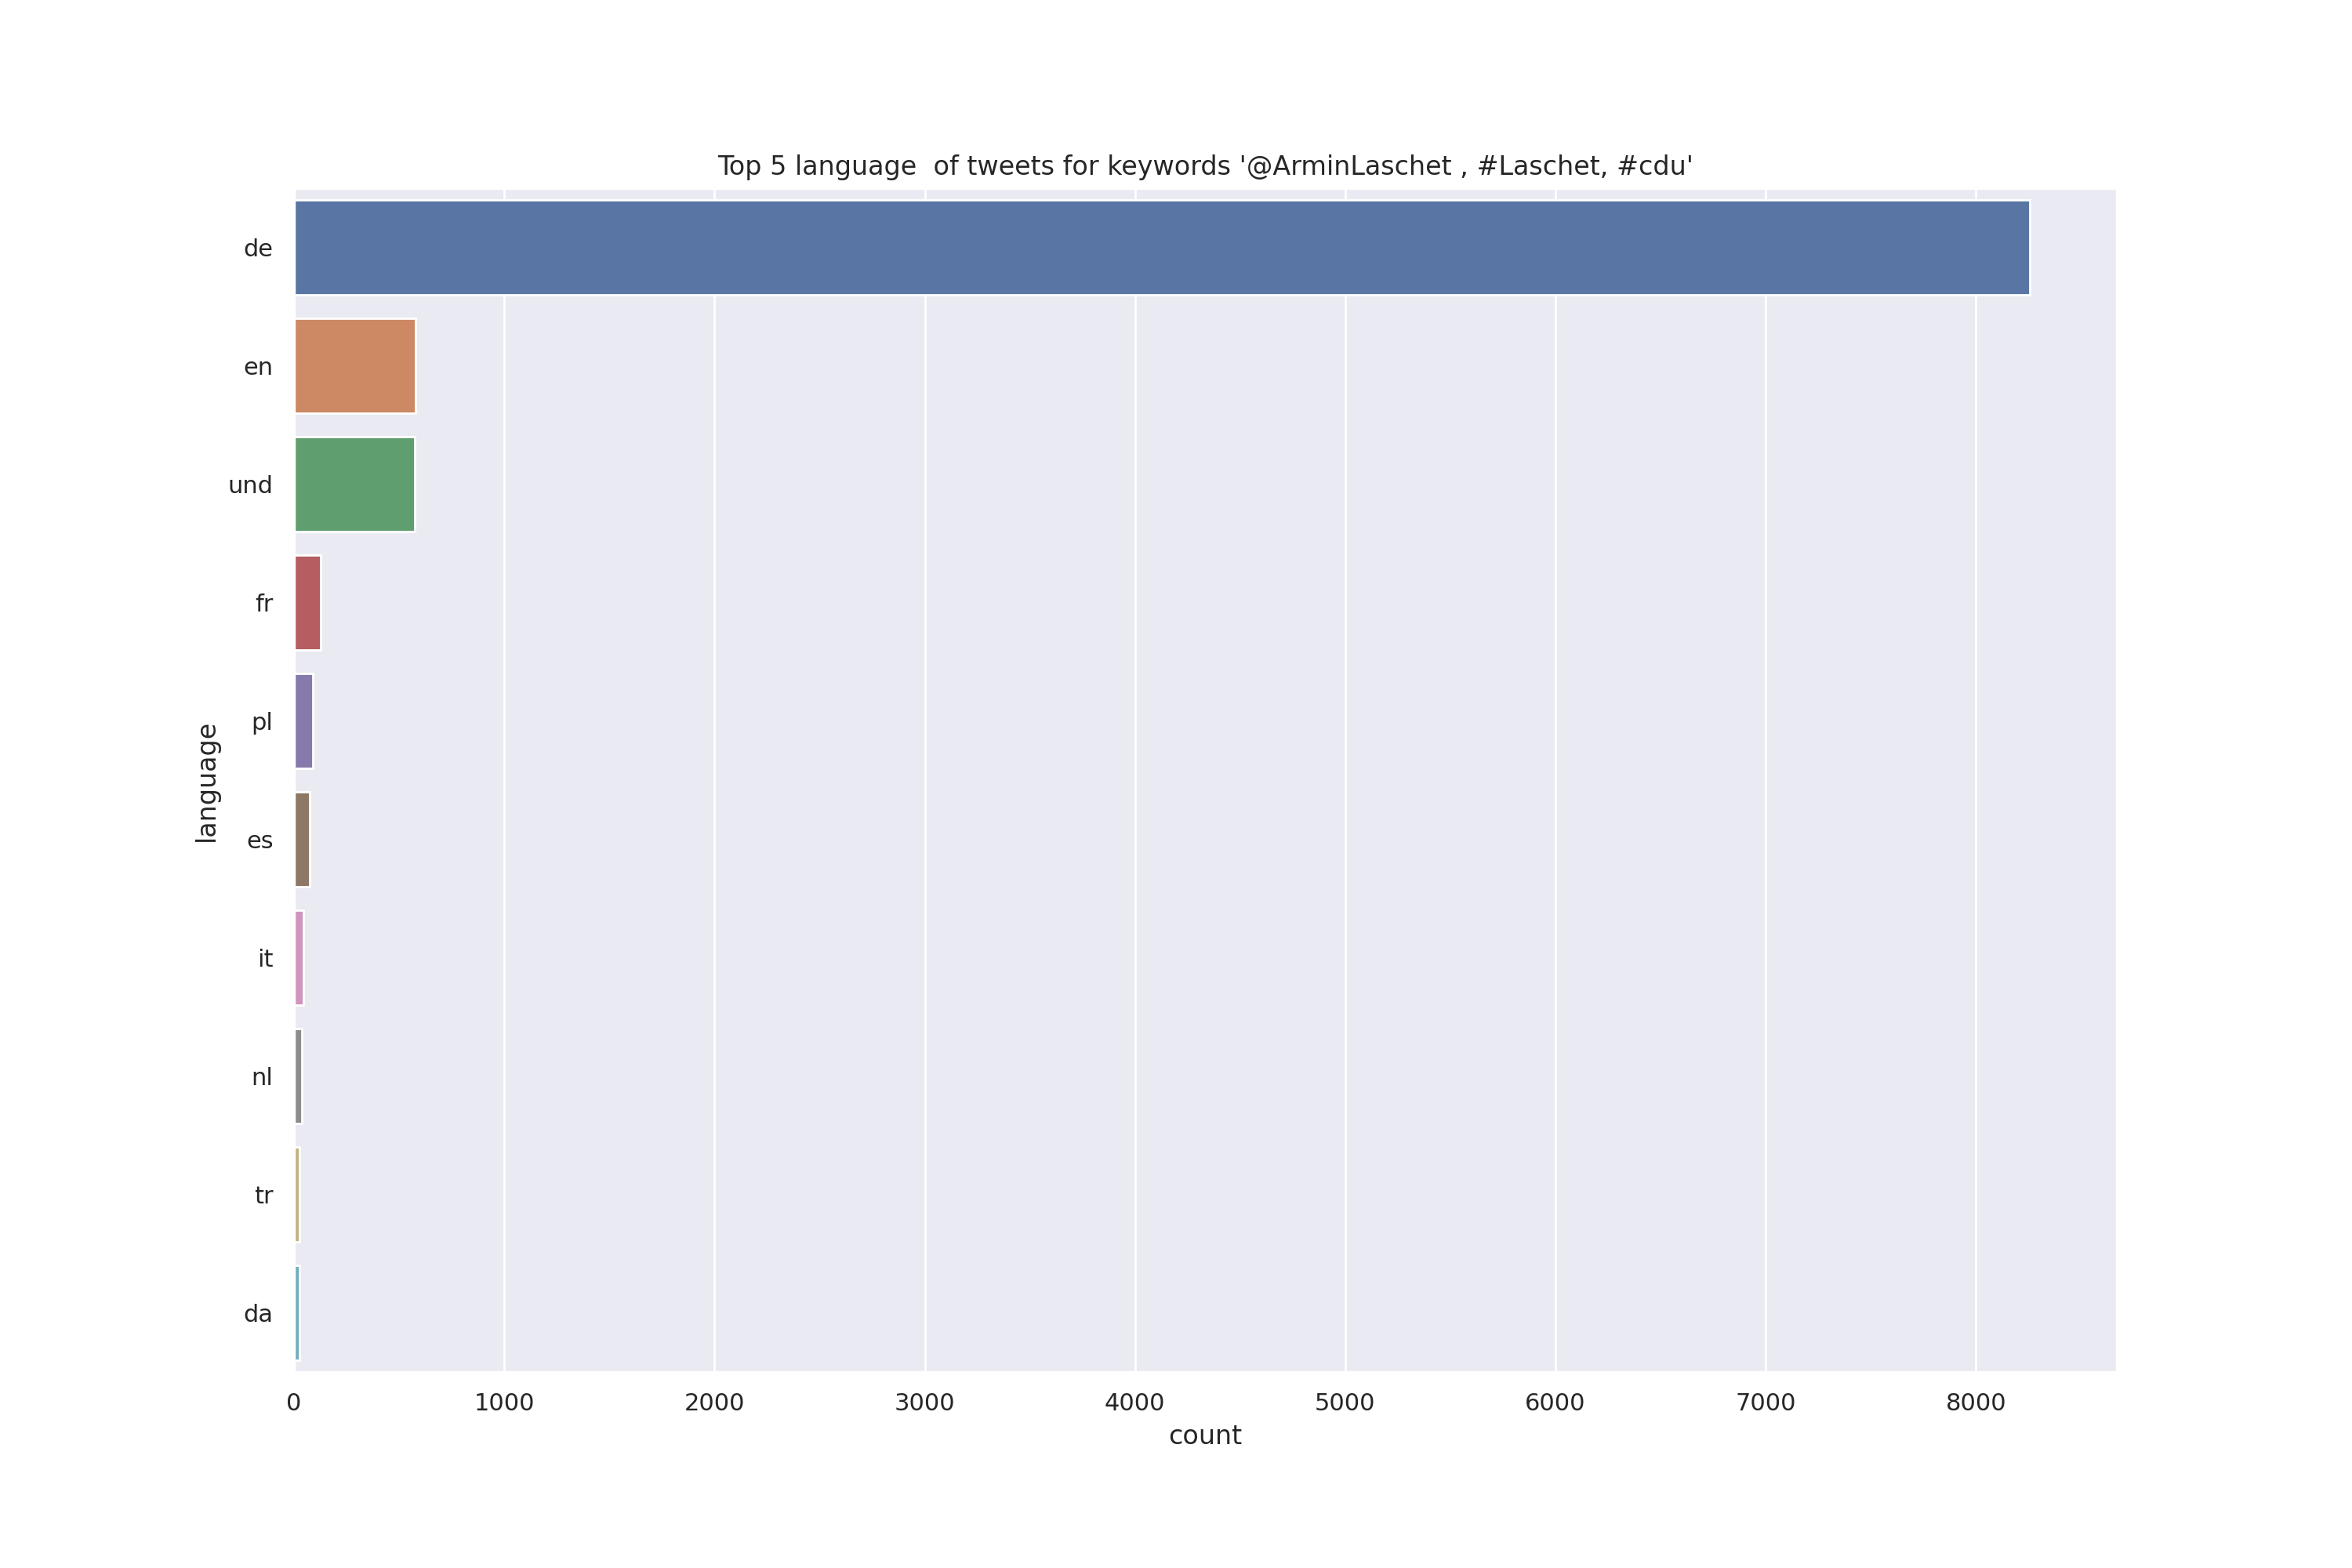 Top 5 language  of tweets for keywords '@ArminLaschet , #Laschet, #cdu'
de
en
und
fr
pl
es
it
nl
tr
da
language
0 1000 2000 3000 4000 5000 6000 7000 8000
count